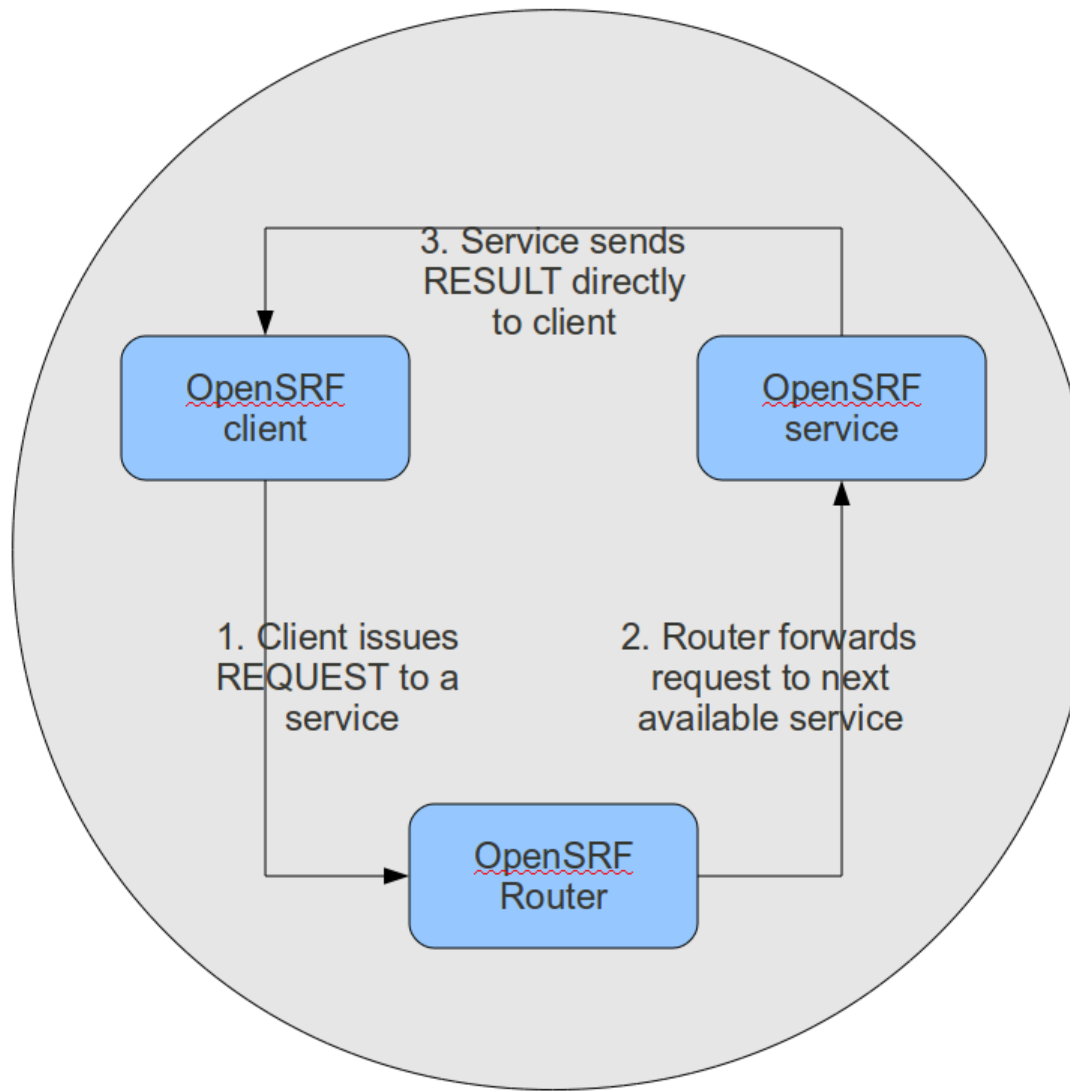 3. Service sends
RESULT directly
to client
OpenSRF
client
OpenSRF
service
1. Client issues
REQUEST to a
service
2. Router forwards
request to next
available service
OpenSRF
Router